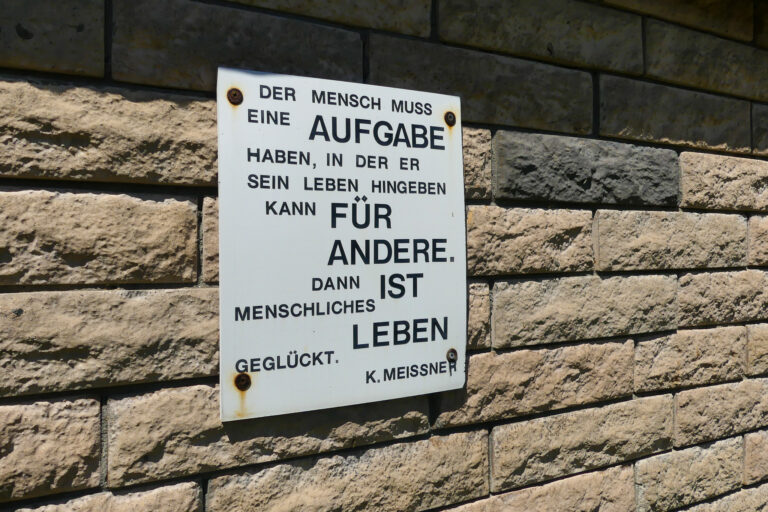 DER MENSCH MUSS
EINE AUFGABE
HABEN, IN DER ER
SEIN LEBEN HINGEBEN
KANN FÜR
ANDERE.
DANN IST
MENSCHLICHES
LEBEN
GEGLÜCKT.
K. MEISSNER